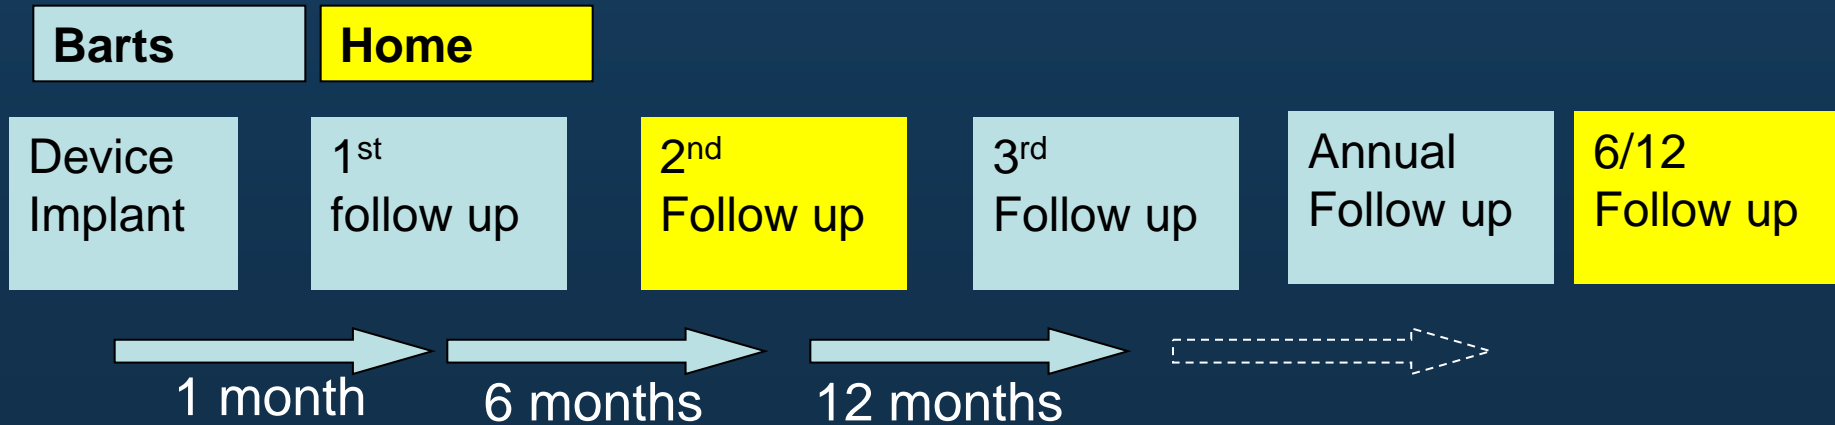 Barts
Home
Device
Implant
1st
follow up
2nd
Follow up
3rd
Follow up
Annual
Follow up
6/12
Follow up
1 month
6 months
12 months